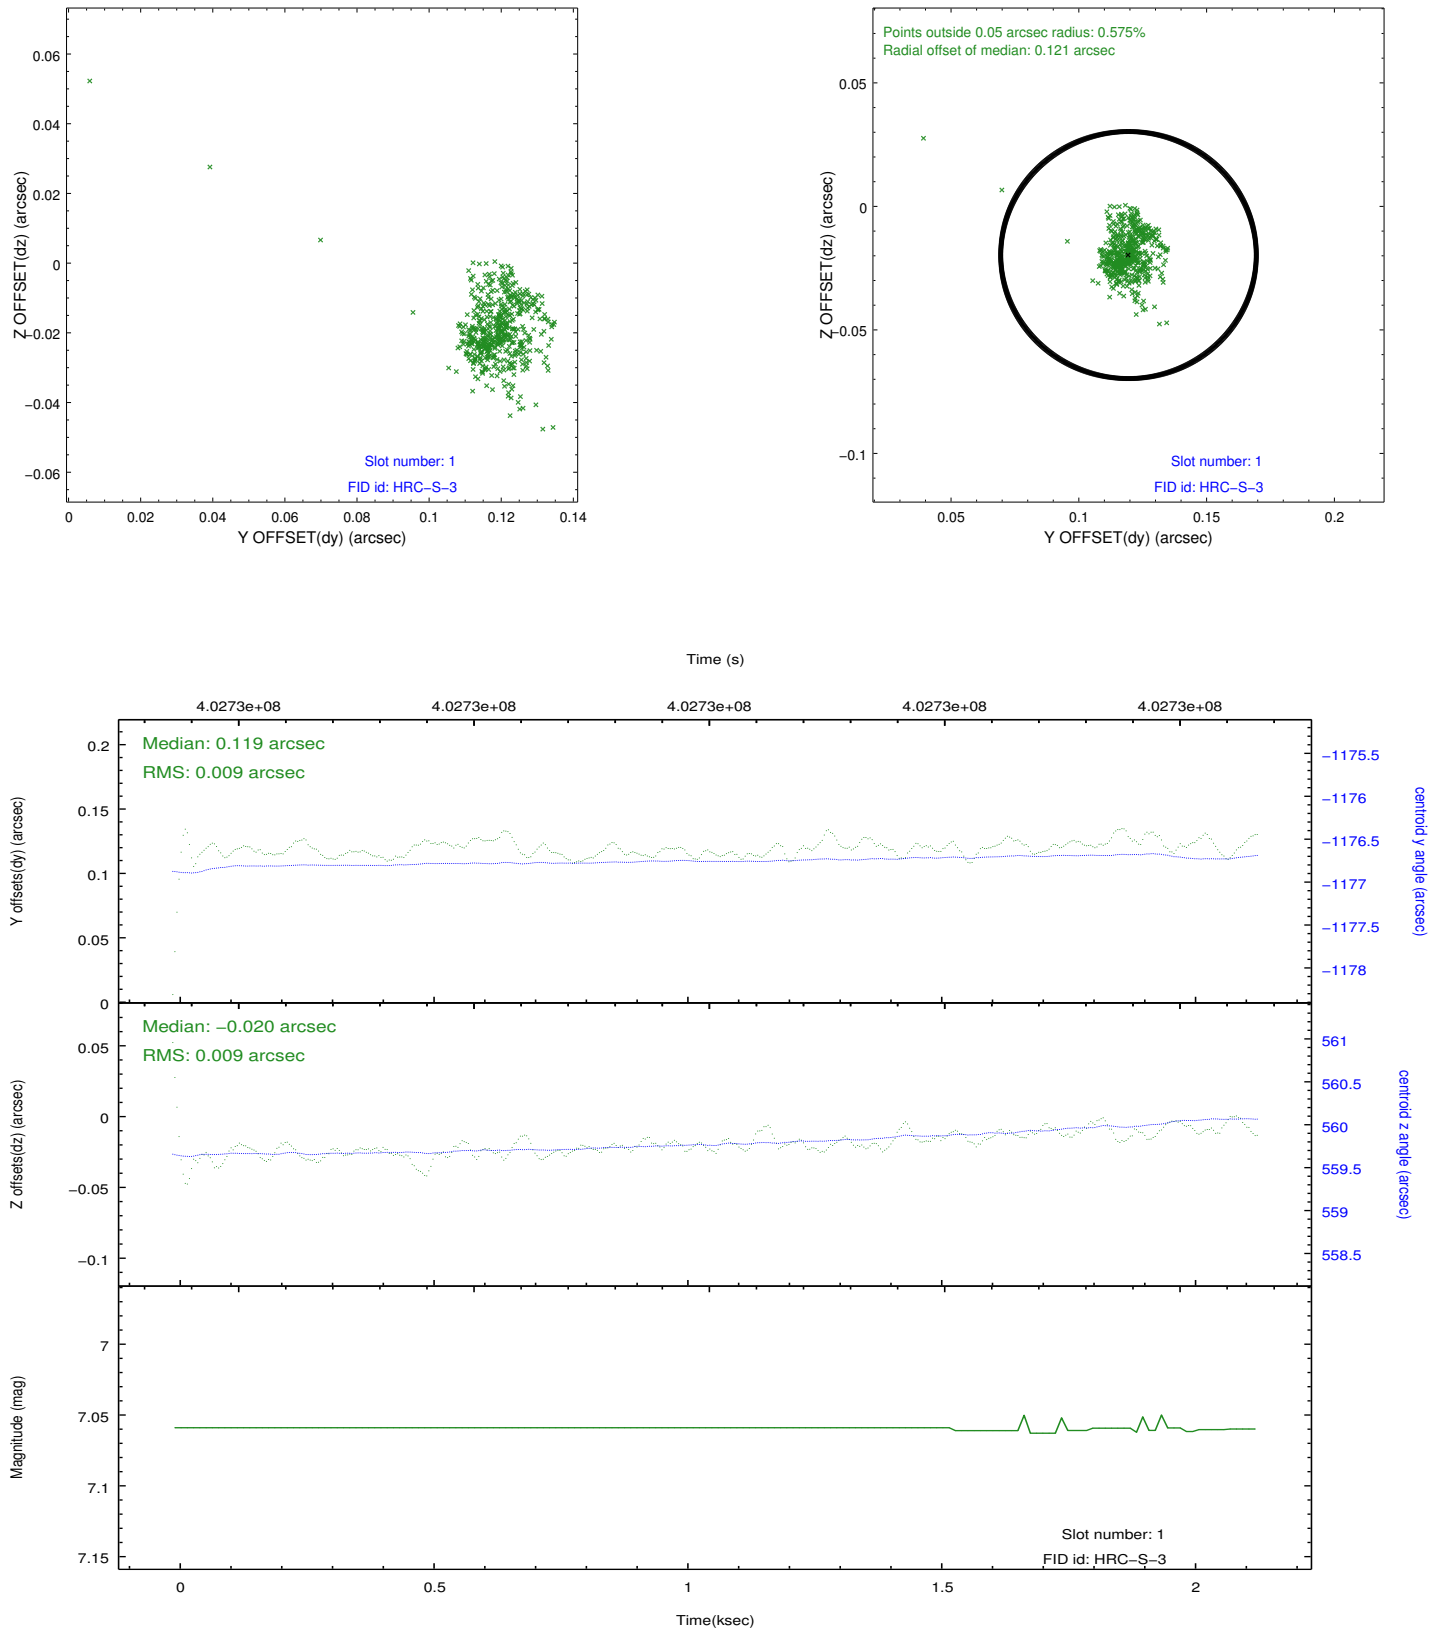 0.06
0.04
0.02
0
−0.02
−0.04
−0.06
Z OFFSET(dz) (arcsec)
Slot number: 1
FID id: HRC−S−3
0
0.02
0.04
0.06
0.08
0.1
0.12
0.14
Y OFFSET(dy) (arcsec)
Points outside 0.05 arcsec radius: 0.575%
Radial offset of median: 0.121 arcsec
0.05
0
−0.05
−0.1
Z OFFSET(dz) (arcsec)
Slot number: 1
FID id: HRC−S−3
0.05
0.1
0.15
0.2
Y OFFSET(dy) (arcsec)
Time (s)
4.0273e+08
4.0273e+08
4.0273e+08
4.0273e+08
4.0273e+08
Median: 0.119 arcsec
RMS: 0.009 arcsec
0.2
0.15
0.1
0.05
0
Y offsets(dy) (arcsec)
−1175.5
−1176
−1176.5
−1177
−1177.5
−1178
centroid y angle (arcsec)
Median: −0.020 arcsec
RMS: 0.009 arcsec
0.05
0
−0.05
−0.1
Z offsets(dz) (arcsec)
561
560.5
560
559.5
559
558.5
centroid z angle (arcsec)
7
7.05
7.1
7.15
Magnitude (mag)
Slot number: 1
FID id: HRC−S−3
0
0.5
1
1.5
2
Time(ksec)